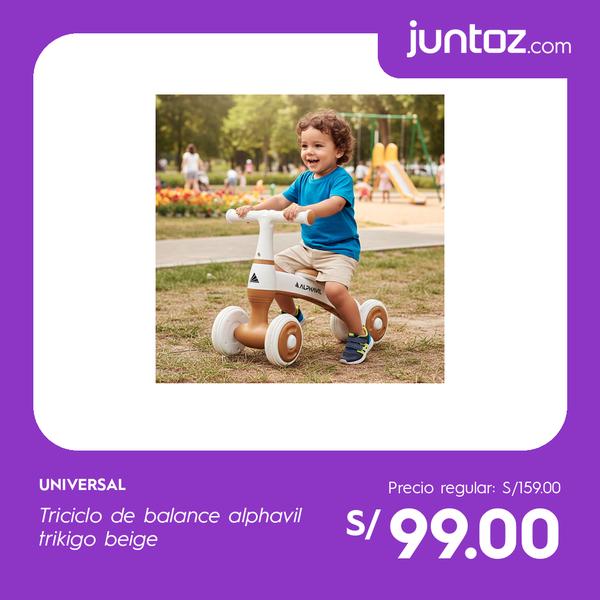 juntoz.com
ALPHAVIL
UNIVERSAL
Triciclo de balance alphavil
trikigo beige
Precio regular: S/159.00
S/ 99.00